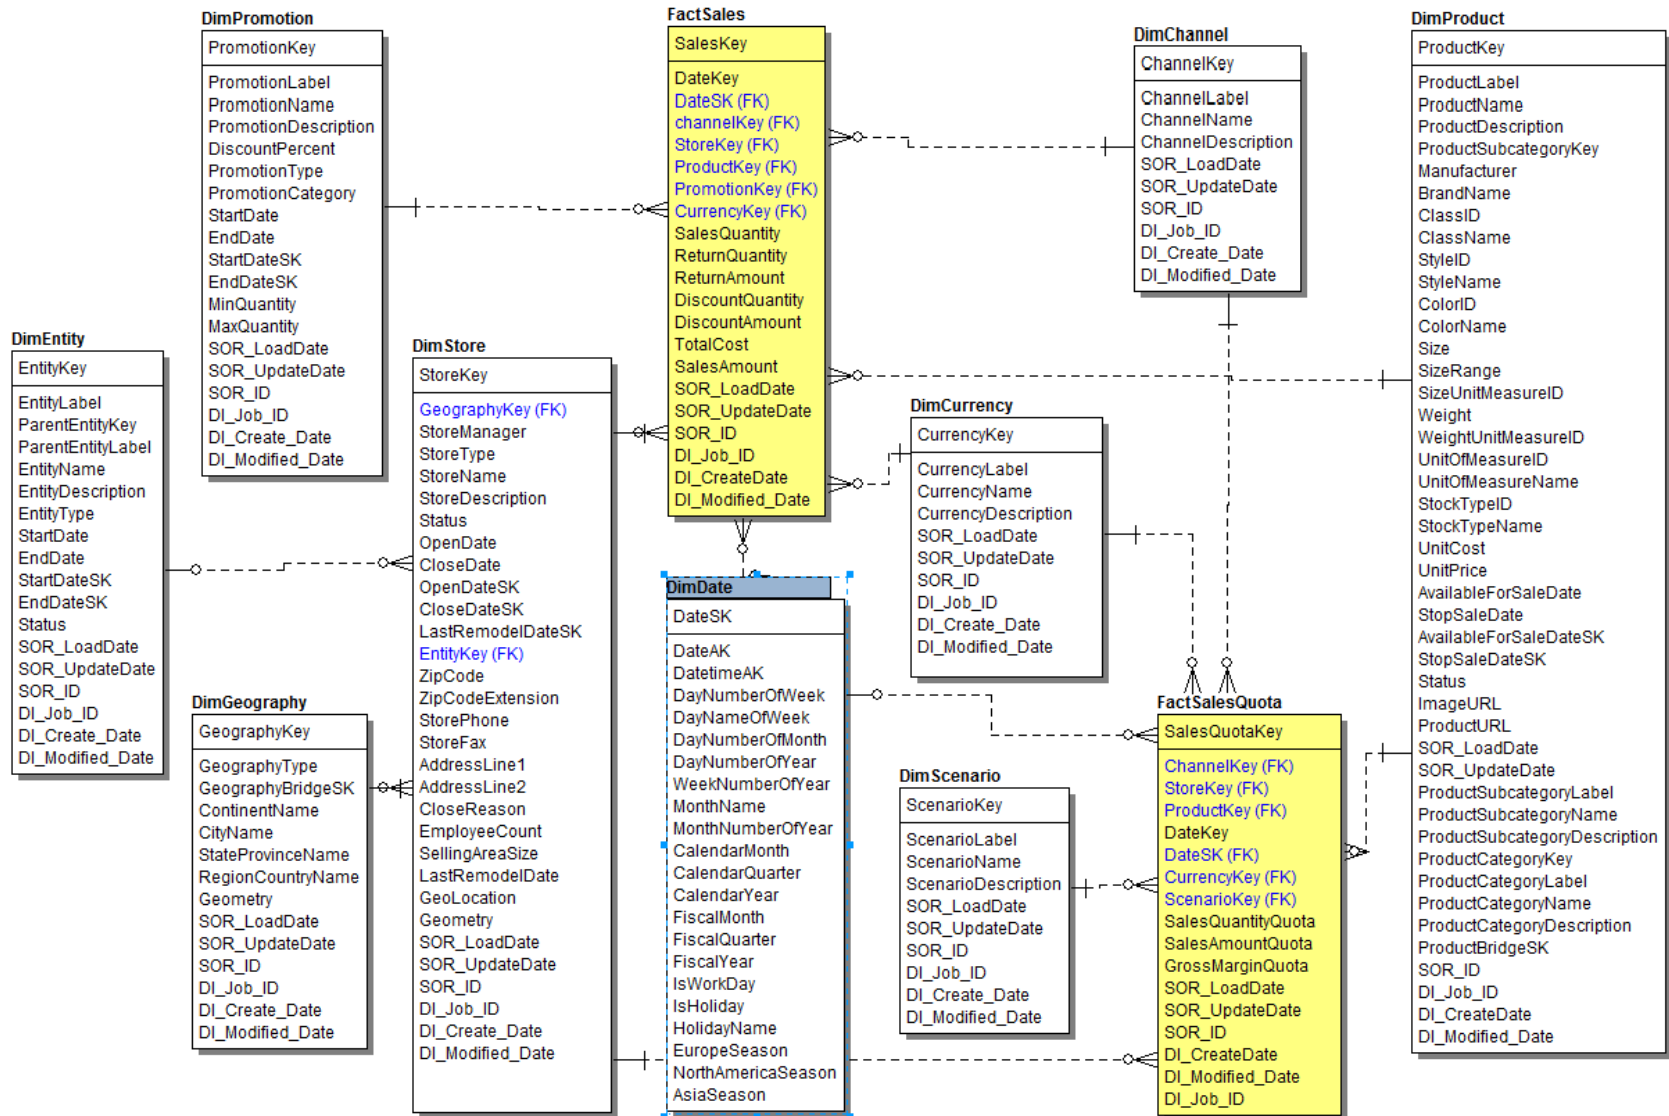 DimPromotion
PromotionKey
PromotionLabel
PromotionName
PromotionDescription
DiscountPercent
PromotionType
PromotionCategory
StartDate
EndDate
StartDateSK
EndDateSK
MinQuantity
MaxQuantity
SOR_LoadDate
SOR_UpdateDate
SOR_ID
DI_Job_ID
DI_Create_Date
DI_Modified_Date
FactSales
SalesKey
DateKey
DateSK (FK)
channelKey (FK)
StoreKey (FK)
ProductKey (FK)
PromotionKey (FK)
CurrencyKey (FK)
SalesQuantity
ReturnQuantity
ReturnAmount
DiscountQuantity
DiscountAmount
TotalCost
SalesAmount
SOR_LoadDate
SOR_UpdateDate
SOR_ID
DI_Job_ID
DI_CreateDate
DI_Modified_Date
DimChannel
ChannelKey
ChannelLabel
ChannelName
ChannelDescription
SOR_LoadDate
SOR_UpdateDate
SOR_ID
DI_Job_ID
DI_Create_Date
DI_Modified_Date
DimProduct
ProductKey
ProductLabel
ProductName
ProductDescription
ProductSubcategoryKey
Manufacturer
BrandName
ClassID
ClassName
StyleID
StyleName
ColorID
ColorName
Size
SizeRange
SizeUnitMeasureID
Weight
WeightUnitMeasureID
UnitOfMeasureID
UnitOfMeasureName
StockTypeID
StockTypeName
UnitCost
UnitPrice
AvailableForSaleDate
StopSaleDate
AvailableForSaleDateSK
StopSaleDateSK
Status
ImageURL
ProductURL
SOR_LoadDate
SOR_UpdateDate
ProductSubcategoryLabel
ProductSubcategoryName
ProductSubcategoryDescription
ProductCategoryKey
ProductCategoryLabel
ProductCategoryName
ProductCategoryDescription
ProductBridgeSK
SOR_ID
DI_Job_ID
DI_CreateDate
DI_Modified_Date
DimEntity
EntityKey
EntityLabel
ParentEntityKey
ParentEntityLabel
EntityName
EntityDescription
EntityType
StartDate
EndDate
StartDateSK
EndDateSK
Status
SOR_LoadDate
SOR_UpdateDate
SOR_ID
DI_Job_ID
DI_Create_Date
DI_Modified_Date
DimStore
StoreKey
GeographyKey (FK)
StoreManager
StoreType
StoreName
StoreDescription
Status
OpenDate
CloseDate
OpenDateSK
CloseDateSK
LastRemodelDateSK
EntityKey (FK)
ZipCode
ZipCodeExtension
StorePhone
StoreFax
AddressLine1
AddressLine2
CloseReason
EmployeeCount
SellingAreaSize
LastRemodelDate
GeoLocation
Geometry
SOR_LoadDate
SOR_UpdateDate
SOR_ID
DI_Job_ID
DI_Create_Date
DI_Modified_Date
DimCurrency
CurrencyKey
CurrencyLabel
CurrencyName
CurrencyDescription
SOR_LoadDate
SOR_UpdateDate
SOR_ID
DI_Job_ID
DI_Create_Date
DI_Modified_Date
DimDate
DateSK
DateAK
DatetimeAK
DayNumberOfWeek
DayNameOfWeek
DayNumberOfMonth
DayNumberOfYear
WeekNumberOfYear
MonthName
MonthNumberOfYear
CalendarMonth
CalendarQuarter
CalendarYear
FiscalMonth
FiscalQuarter
FiscalYear
IsWorkDay
IsHoliday
HolidayName
EuropeSeason
NorthAmericaSeason
AsiaSeason
DimGeography
GeographyKey
GeographyType
GeographyBridgeSK
ContinentName
CityName
StateProvinceName
RegionCountryName
Geometry
SOR_LoadDate
SOR_UpdateDate
SOR_ID
DI_Job_ID
DI_Create_Date
DI_Modified_Date
DimScenario
ScenarioKey
ScenarioLabel
ScenarioName
ScenarioDescription
SOR_LoadDate
SOR_UpdateDate
SOR_ID
DI_Job_ID
DI_Create_Date
DI_Modified_Date
FactSalesQuota
SalesQuotaKey
ChannelKey (FK)
StoreKey (FK)
ProductKey (FK)
DateKey
DateSK (FK)
CurrencyKey (FK)
ScenarioKey (FK)
SalesQuantityQuota
SalesAmountQuota
GrossMarginQuota
SOR_LoadDate
SOR_UpdateDate
SOR_ID
DI_CreateDate
DI_Modified_Date
DI_Job_ID